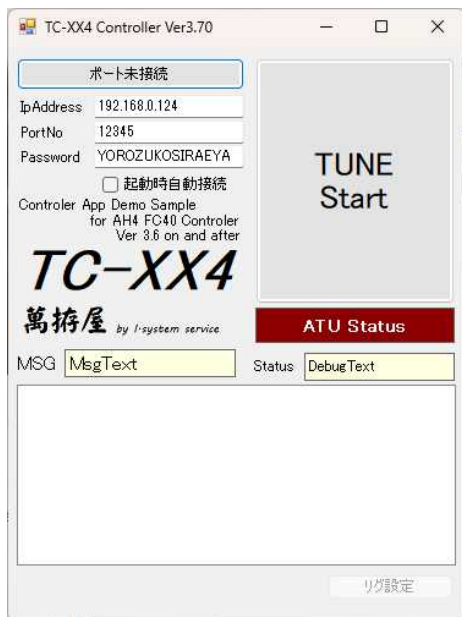 TC-XX4 Controller Ver3.70
ポート未接続
IpAddress 192.168.0.124
PortNo 12345
Password YOROZUKOSIRAEYA
起動時自動接続
Controler App Demo Sample
for AH4 FC40 Controler
Ver 3.6 on and after
TC-XX4
萬拵屋 by I-system service
TUNE
Start
ATU Status
MSG MsgText
Status DebugText
リグ設定